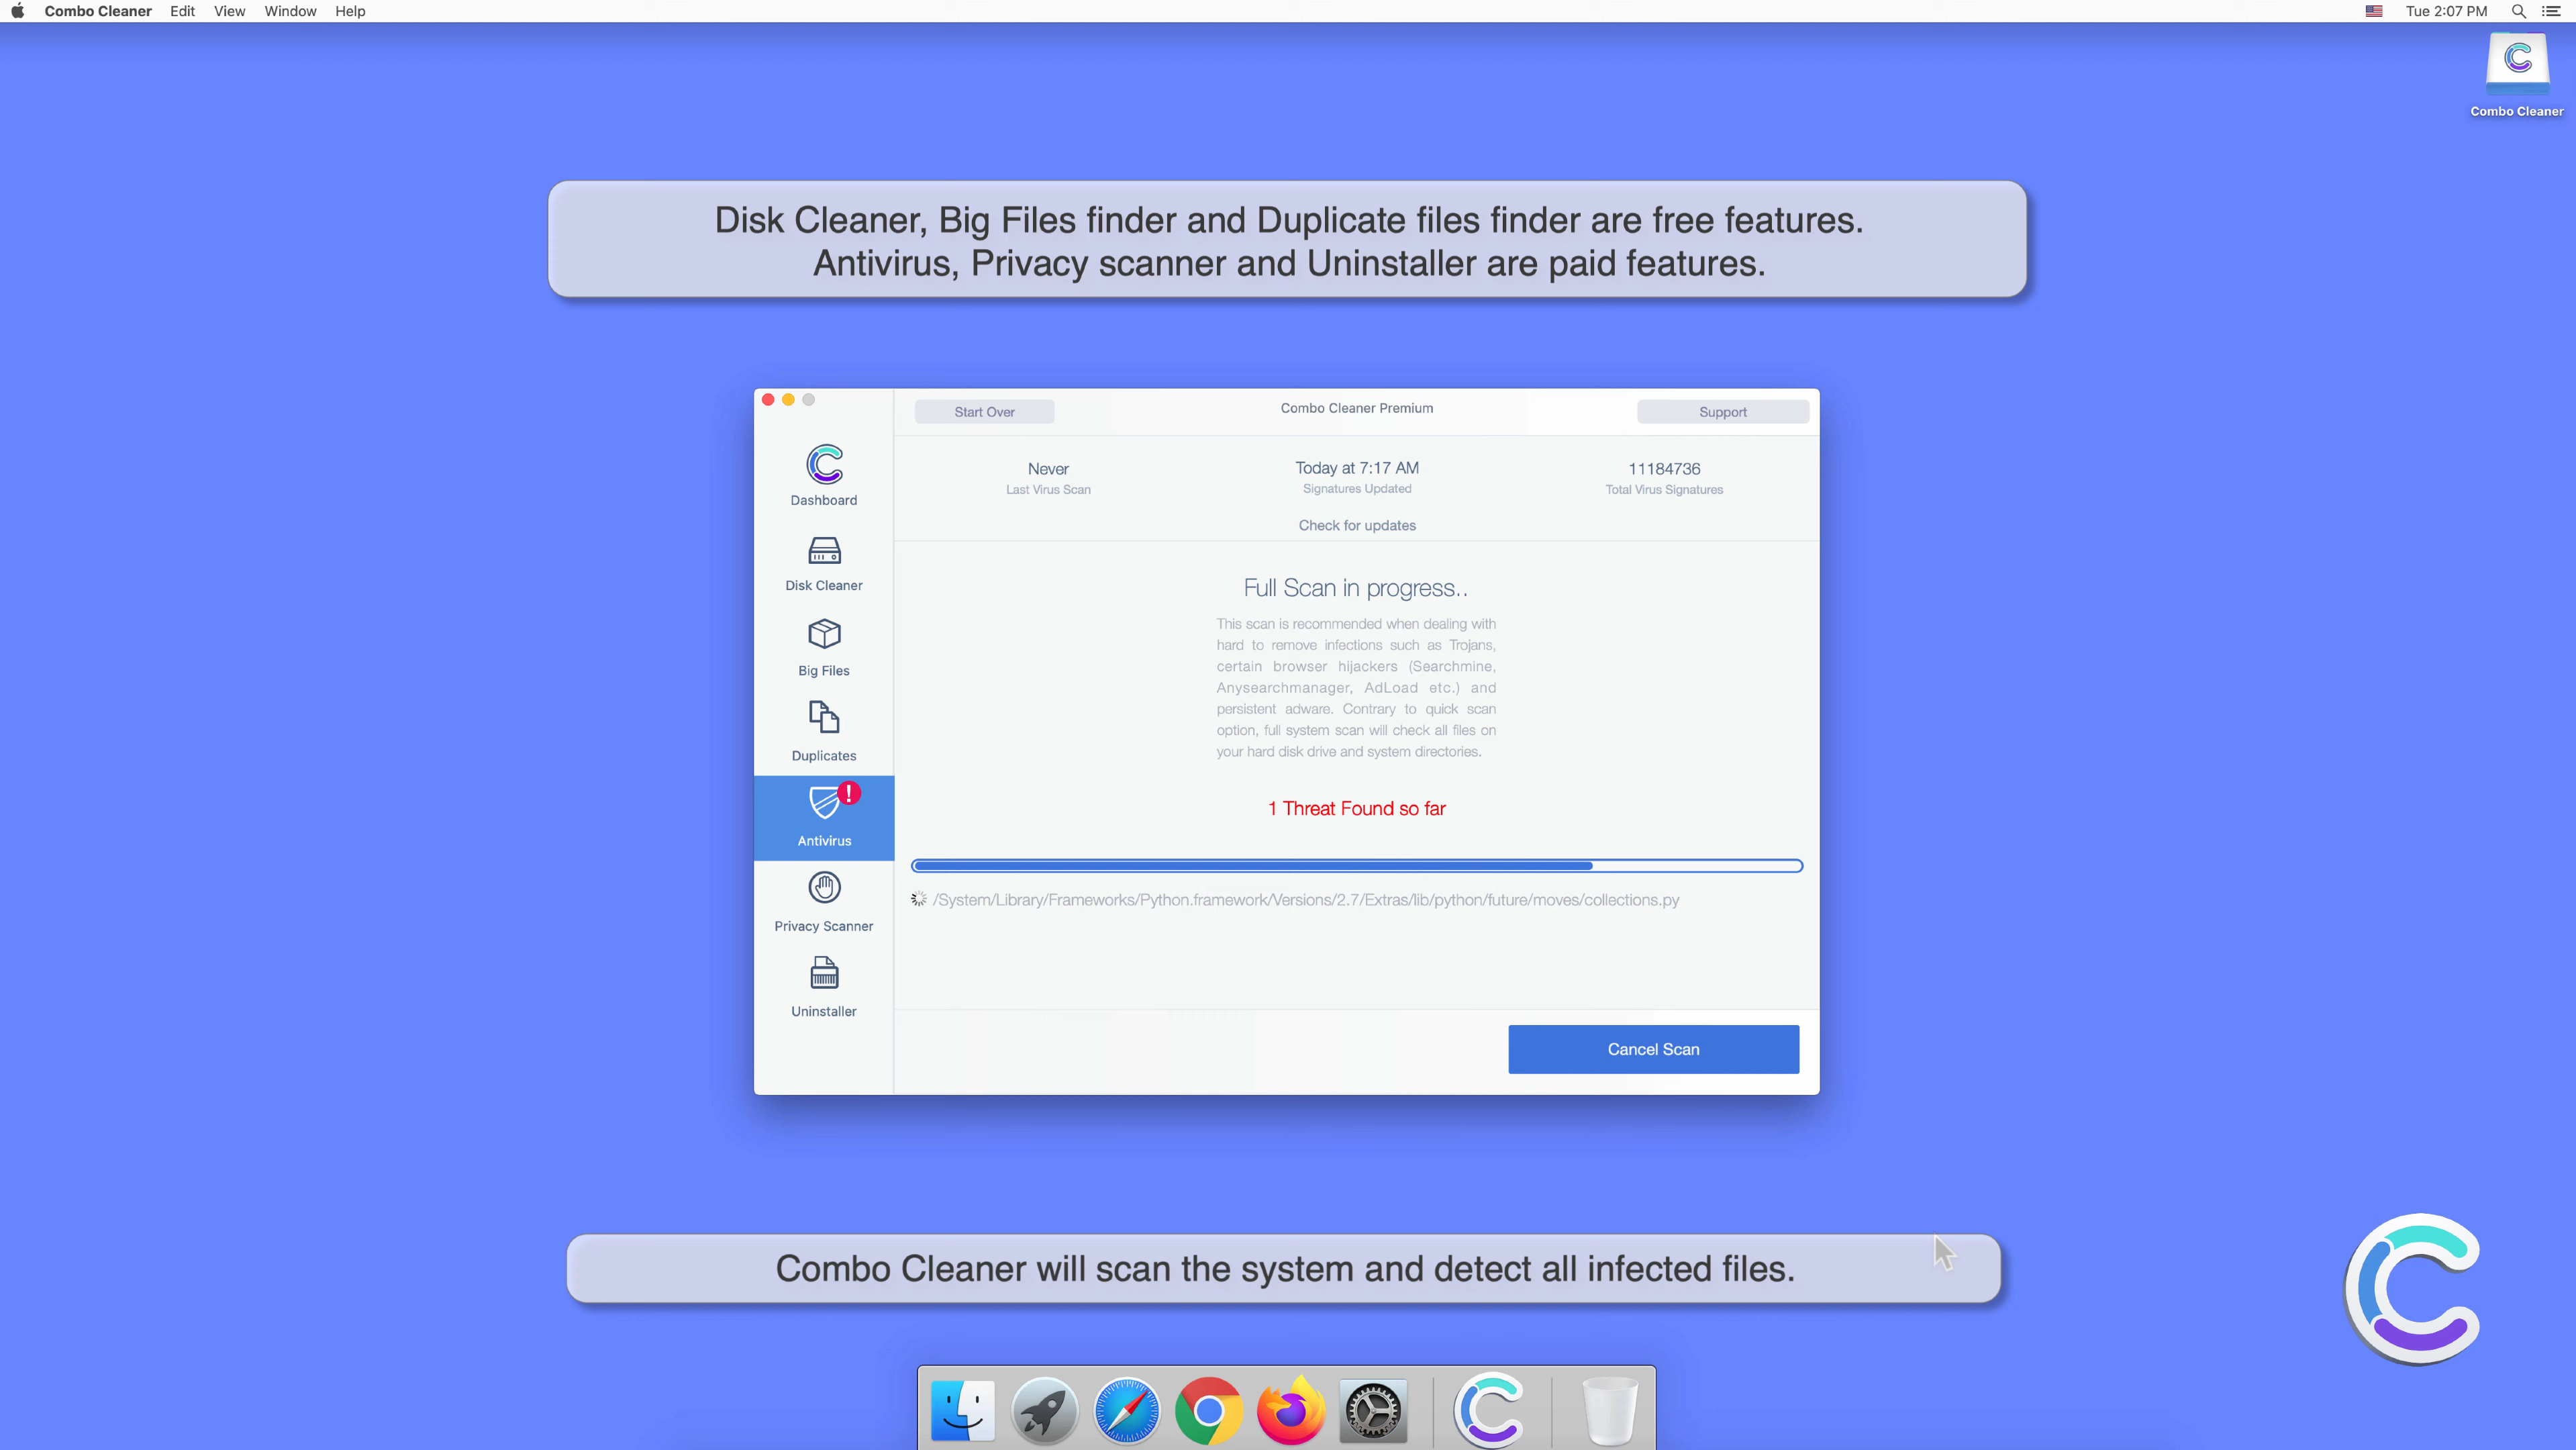 Combo Cleaner Edit View Window Help Tue 2:07 PM
Combo Cleaner
Disk Cleaner, Big Files finder and Duplicate files finder are free features.
Antivirus, Privacy scanner and Uninstaller are paid features.
Start Over Combo Cleaner Premium Support
Never Today at 7:17 AM 11184736
Last Virus Scan Signatures Updated Total Virus Signatures
Check for updates
Dashboard
Disk Cleaner
Big Files
Duplicates
!
Antivirus
Privacy Scanner
Uninstaller
Full Scan in progress..
This scan is recommended when dealing with
hard to remove infections such as Trojans,
certain browser hijackers (Searchmine,
Anysearchmanager, AdLoad etc.) and
persistent adware. Contrary to quick scan
option, full system scan will check all files on
your hard disk drive and system directories.
1 Threat Found so far
/System/Library/Frameworks/Python.framework/Versions/2.7/Extras/lib/python/future/moves/collections.py
Cancel Scan
Combo Cleaner will scan the system and detect all infected files.